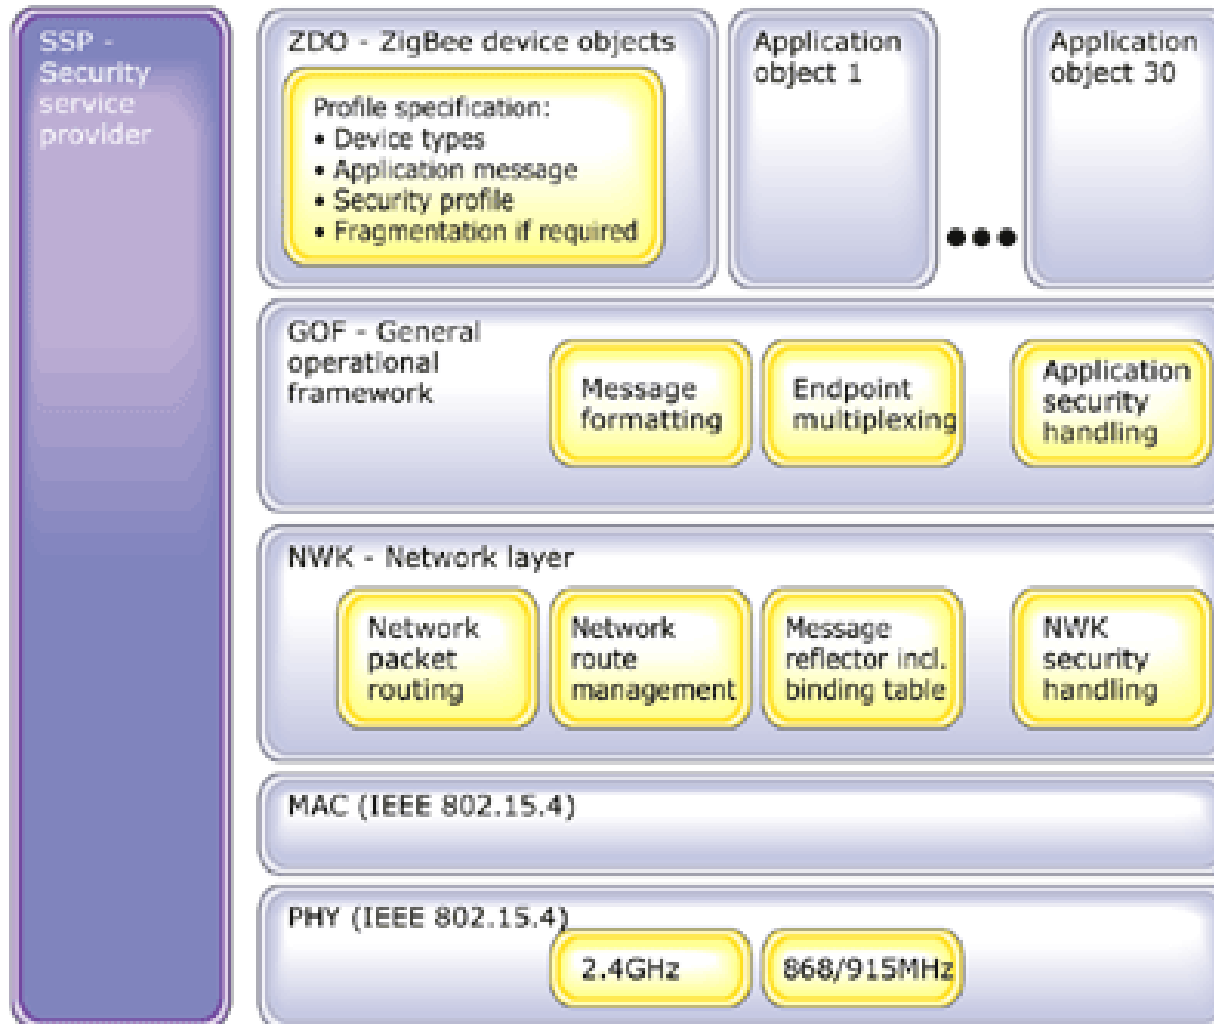 SSP -
Security
service
provider
ZDO - ZigBee device objects
Profile specification:
• Device types
• Application message
• Security profile
• Fragmentation if required
Application
object 1
•••
Application
object 30
GOF - General
operational
framework
Message
formatting
Endpoint
multiplexing
Application
security
handling
NWK - Network layer
Network
packet
routing
Network
route
management
Message
reflector incl.
binding table
NWK
security
handling
MAC (IEEE 802.15.4)
PHY (IEEE 802.15.4)
2.4GHz
868/915MHz